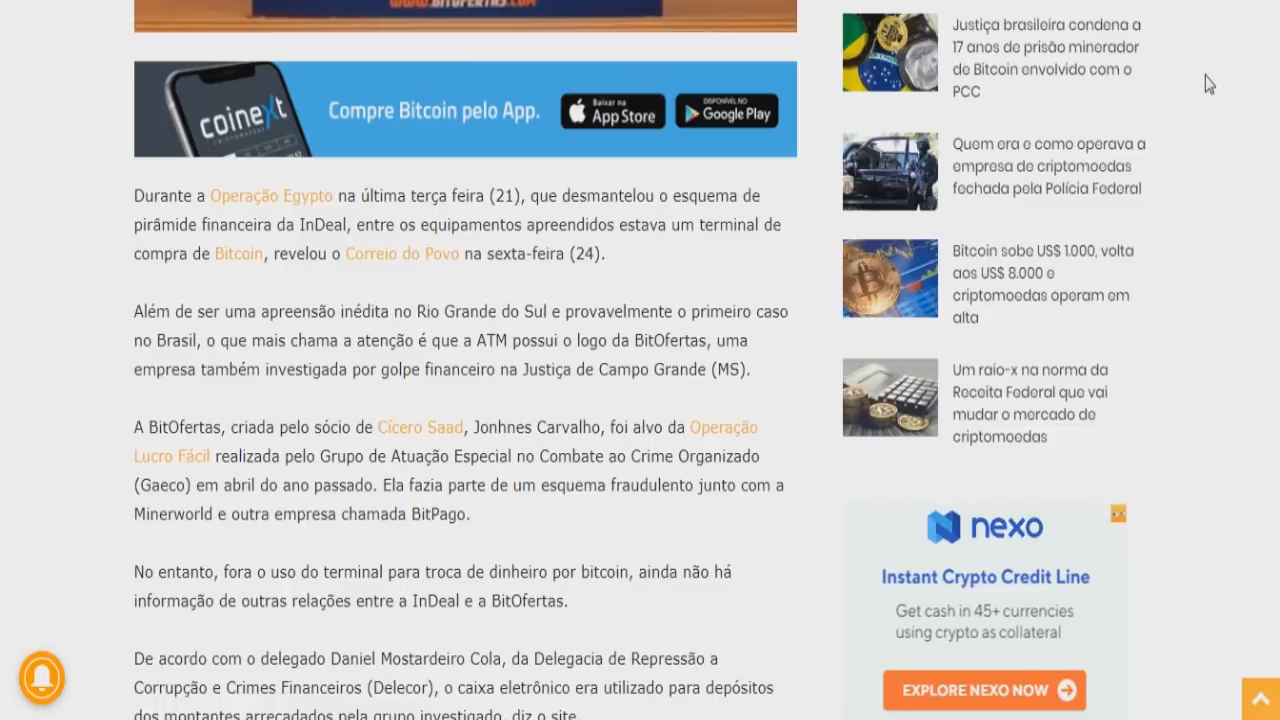 WWW.BITOFERTAS.COM
coinext
Compre Bitcoin pelo App.
Baixar na
App Store
DISPONÍVEL NO
Google Play
Durante a Operação Egypto na última terça feira (21), que desmantelou o esquema de
pirâmide financeira da InDeal, entre os equipamentos apreendidos estava um terminal de
compra de Bitcoin, revelou o Correio do Povo na sexta-feira (24).
Além de ser uma apreensão inédita no Rio Grande do Sul e provavelmente o primeiro caso
no Brasil, o que mais chama a atenção é que a ATM possui o logo da BitOfertas, uma
empresa também investigada por golpe financeiro na Justiça de Campo Grande (MS).
A BitOfertas, criada pelo sócio de Cícero Saad, Jonhnes Carvalho, foi alvo da Operação
Lucro Fácil realizada pelo Grupo de Atuação Especial no Combate ao Crime Organizado
(Gaeco) em abril do ano passado. Ela fazia parte de um esquema fraudulento junto com a
Minerworld e outra empresa chamada BitPago.
No entanto, fora o uso do terminal para troca de dinheiro por bitcoin, ainda não há
informação de outras relações entre a InDeal e a BitOfertas.
De acordo com o delegado Daniel Mostardeiro Cola, da Delegacia de Repressão a
Corrupção e Crimes Financeiros (Delecor), o caixa eletrônico era utilizado para depósitos
dos montantes arrecadados pela grupo investigado, diz o site.
Justiça brasileira condena a
17 anos de prisão minerador
de Bitcoin envolvido com o
PCC
Quem era e como operava a
empresa de criptomoedas
fechada pela Polícia Federal
Bitcoin sobe US$ 1.000, volta
aos US$ 8.000 e
criptomoedas operam em
alta
Um raio-x na norma da
Receita Federal que vai
mudar o mercado de
criptomoedas
nexo
Instant Crypto Credit Line
Get cash in 45+ currencies
using crypto as collateral
EXPLORE NEXO NOW